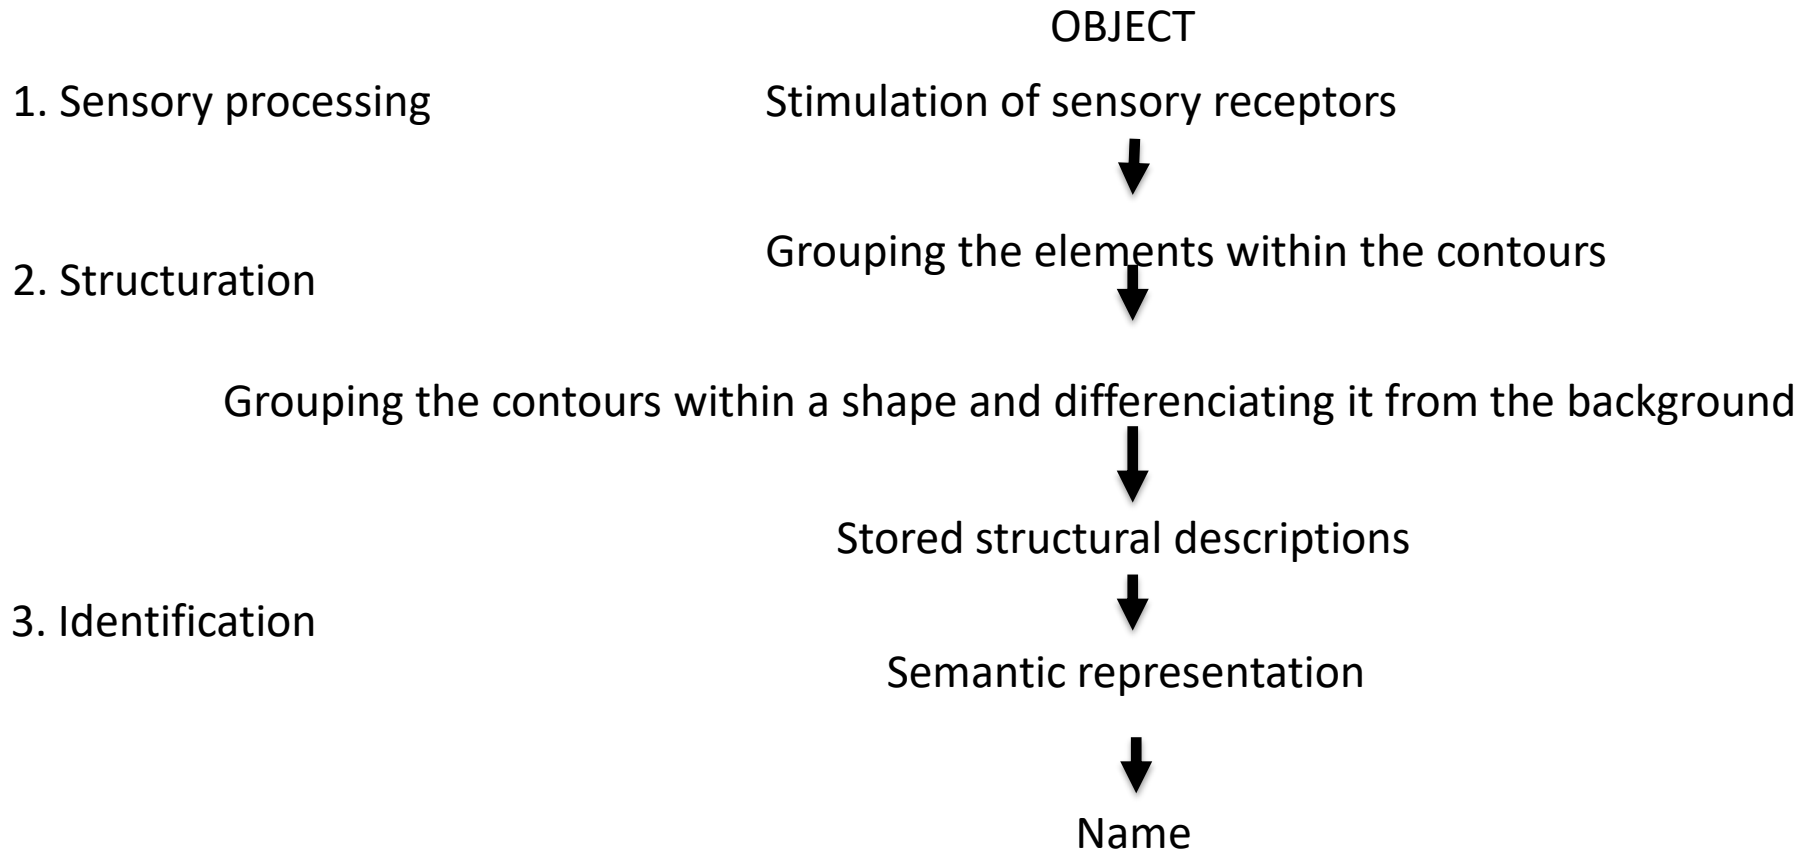 OBJECT
1. Sensory processing
Stimulation of sensory receptors
Grouping the elements within the contours
2. Structuration
Grouping the contours within a shape and differenciating it from the background
Stored structural descriptions
3. Identification
Semantic representation
Name